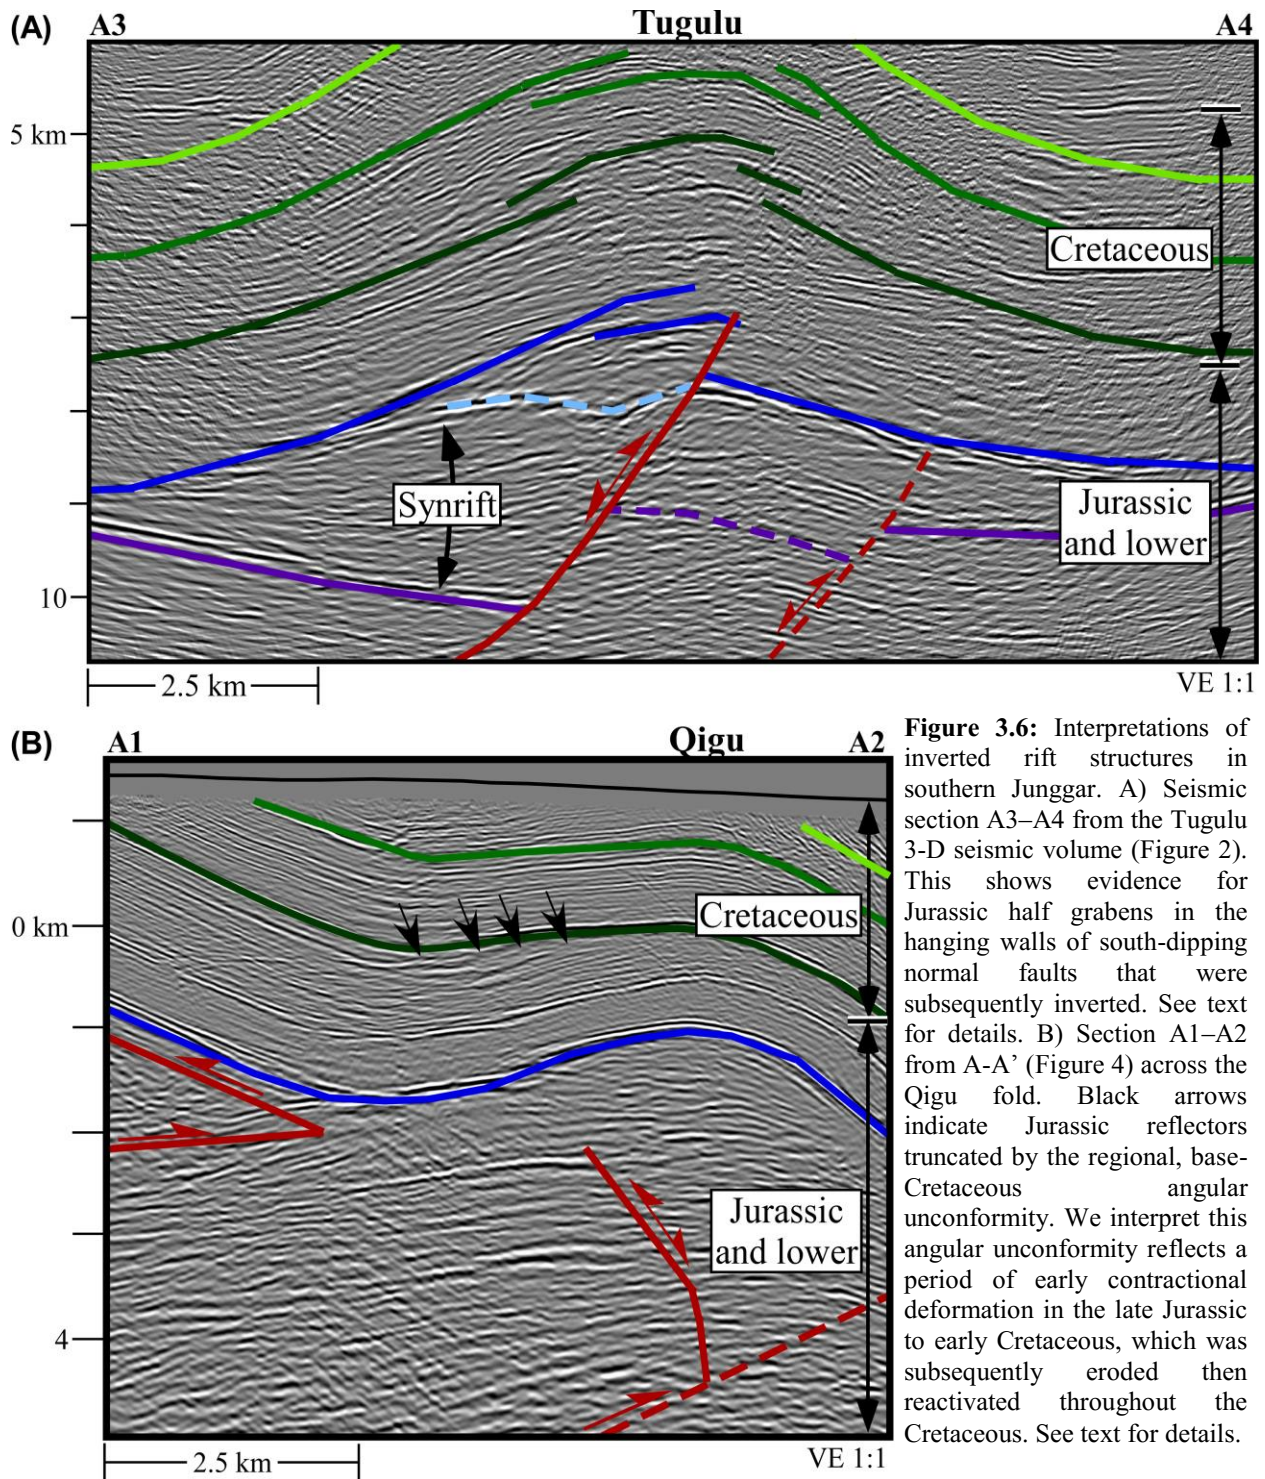 (A)
A3
Tugulu
A4
5 km
Cretaceous
Synrift
Jurassic
and lower
10
2.5 km
VE 1:1
(B)
A1
Qigu
A2
0 km
Cretaceous
Jurassic
and lower
4
2.5 km
VE 1:1
Figure 3.6: Interpretations of
inverted rift structures in
southern Junggar. A) Seismic
section A3–A4 from the Tugulu
3-D seismic volume (Figure 2).
This shows evidence for
Jurassic half grabens in the
hanging walls of south-dipping
normal faults that were
subsequently inverted. See text
for details. B) Section A1–A2
from A-A’ (Figure 4) across the
Qigu fold. Black arrows
indicate Jurassic reflectors
truncated by the regional, base-
Cretaceous angular
unconformity. We interpret this
angular unconformity reflects a
period of early contractional
deformation in the late Jurassic
to early Cretaceous, which was
subsequently eroded then
reactivated throughout the
Cretaceous. See text for details.